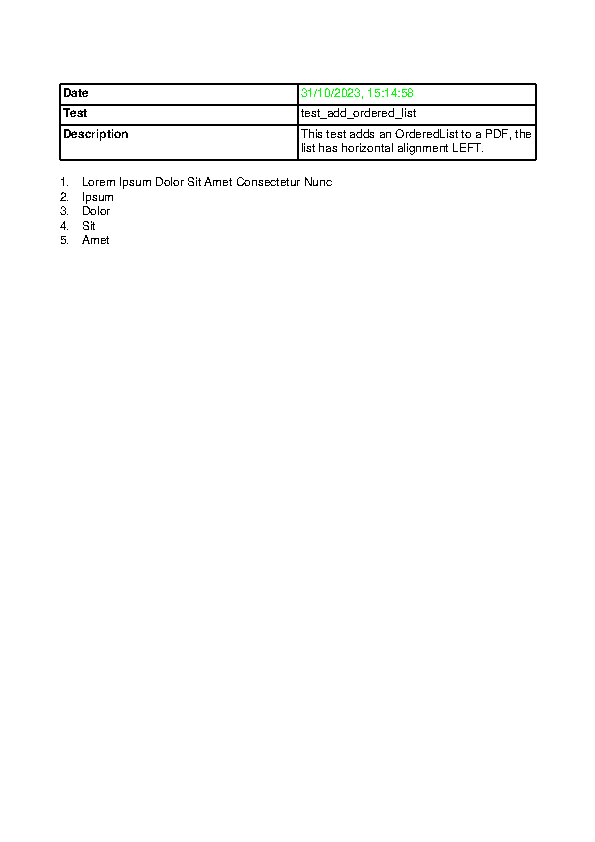 Date 31/10/2023, 15:14:58
Test test_add_ordered_list
Description This test adds an OrderedList to a PDF, the
list has horizontal alignment LEFT.
1. Lorem Ipsum Dolor Sit Amet Consectetur Nunc
2. Ipsum
3. Dolor
4. Sit
5. Amet